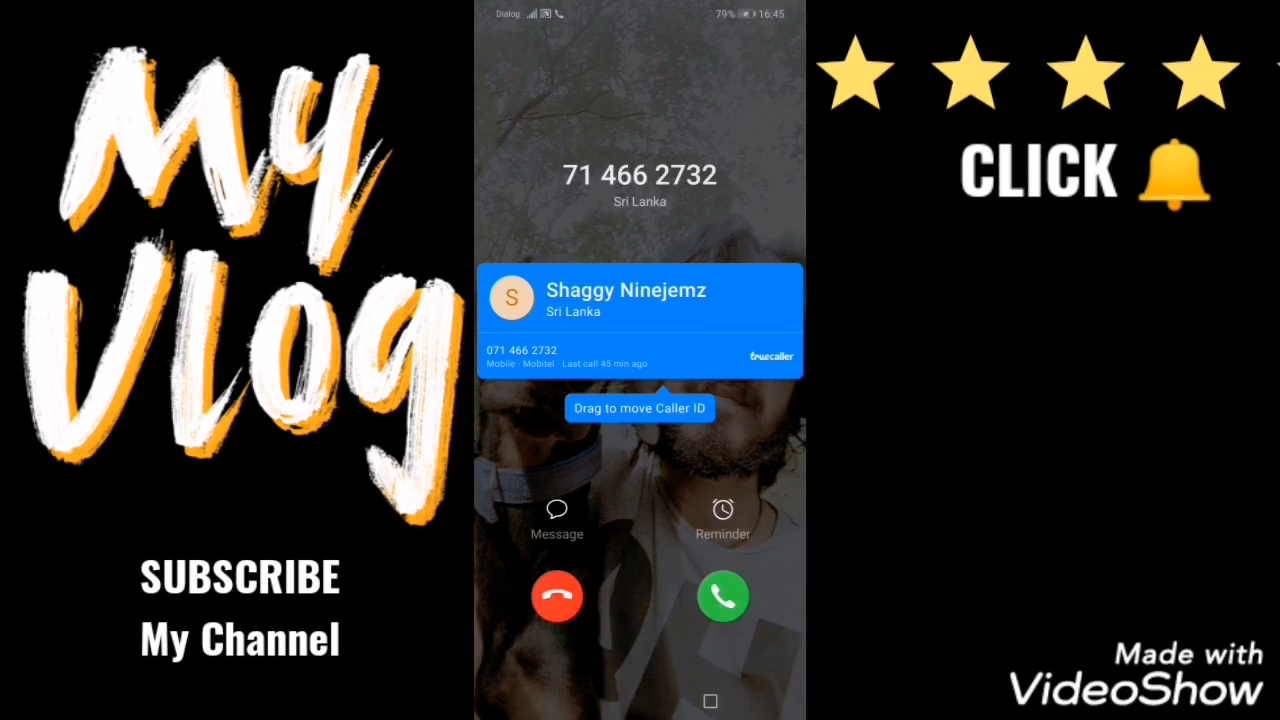 My
Vlog
SUBSCRIBE
My Channel
Dialog
79% 16:45
71 466 2732
Sri Lanka
S
Shaggy Ninejemz
Sri Lanka
071 466 2732
Mobile - Mobitel · Last call 45 min ago
truecaller
Drag to move Caller ID
Message
Reminder
CLICK
Made with
VideoShow